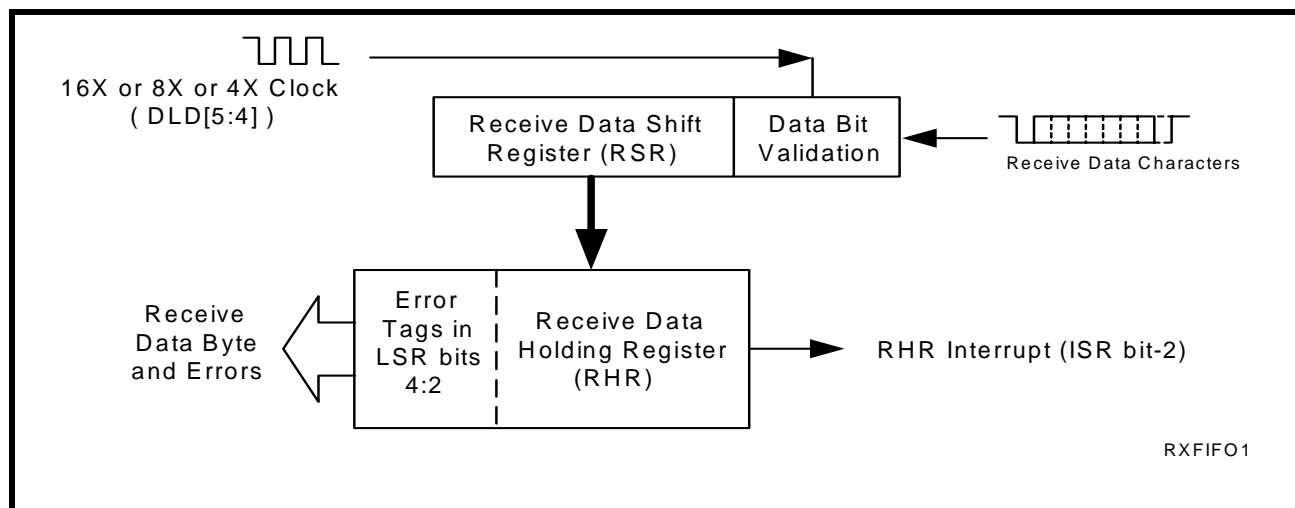 16X or 8X or 4X Clock
( DLD[5:4] )
Receive Data Shift
Register (RSR)
Data Bit
Validation
Receive Data Characters
Receive
Data Byte
and Errors
Error
Tags in
LSR bits
4:2
Receive Data
Holding Register
(RHR)
RHR Interrupt (ISR bit-2)
RXFIFO1